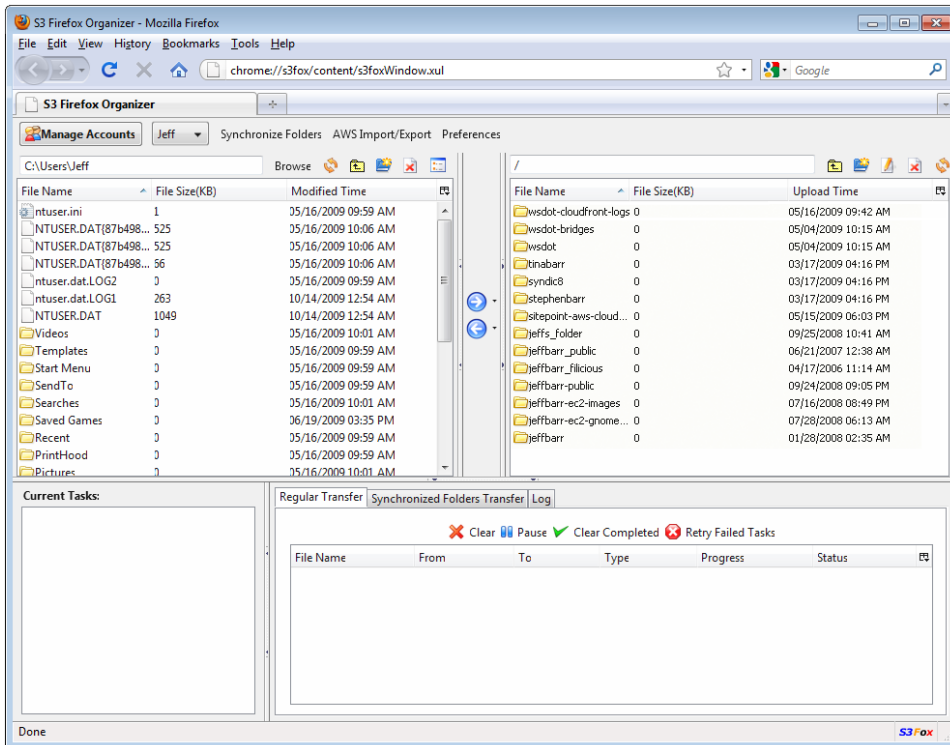 S3 Firefox Organizer - Mozilla Firefox
File Edit View History Bookmarks Tools Help
chrome://s3fox/content/s3foxWindow.xul
Google
S3 Firefox Organizer
Manage Accounts Jeff Synchronize Folders AWS Import/Export Preferences
C:\Users\Jeff Browse
File Name File Size(KB) Modified Time
ntuser.ini 1 05/16/2009 09:59 AM
NTUSER.DAT{87b498... 525 05/16/2009 10:06 AM
NTUSER.DAT{87b498... 525 05/16/2009 10:06 AM
NTUSER.DAT{87b498... 56 05/16/2009 10:06 AM
ntuser.dat.LOG2 0 05/16/2009 09:59 AM
ntuser.dat.LOG1 263 10/14/2009 12:54 AM
NTUSER.DAT 1049 10/14/2009 12:54 AM
Videos 0 05/16/2009 10:01 AM
Templates 0 05/16/2009 09:59 AM
Start Menu 0 05/16/2009 09:59 AM
SendTo 0 05/16/2009 09:59 AM
Searches 0 05/16/2009 10:01 AM
Saved Games 0 06/19/2009 03:35 PM
Recent 0 05/16/2009 09:59 AM
PrintHood 0 05/16/2009 09:59 AM
Pictures 0 05/16/2009 10:01 AM
/
File Name File Size(KB) Upload Time
wsdot-cloudfront-logs 0 05/16/2009 09:42 AM
wsdot-bridges 0 05/04/2009 10:15 AM
wsdot 0 05/04/2009 10:15 AM
tinabarr 0 03/17/2009 04:16 PM
syndic8 0 03/17/2009 04:16 PM
stephenbarr 0 03/17/2009 04:16 PM
sitepoint-aws-cloud... 0 05/15/2009 06:03 PM
jeffs_folder 0 09/25/2008 10:41 AM
jeffbarr_public 0 06/21/2007 12:38 AM
jeffbarr_filicious 0 04/17/2006 11:14 AM
jeffbarr-public 0 09/24/2008 09:05 PM
jeffbarr-ec2-images 0 07/16/2008 08:49 PM
jeffbarr-ec2-gnome... 0 07/28/2008 06:13 AM
jeffbarr 0 01/28/2008 02:35 AM
Current Tasks:
Regular Transfer Synchronized Folders Transfer Log
Clear Pause Clear Completed Retry Failed Tasks
File Name From To Type Progress Status
Done
S3Fox